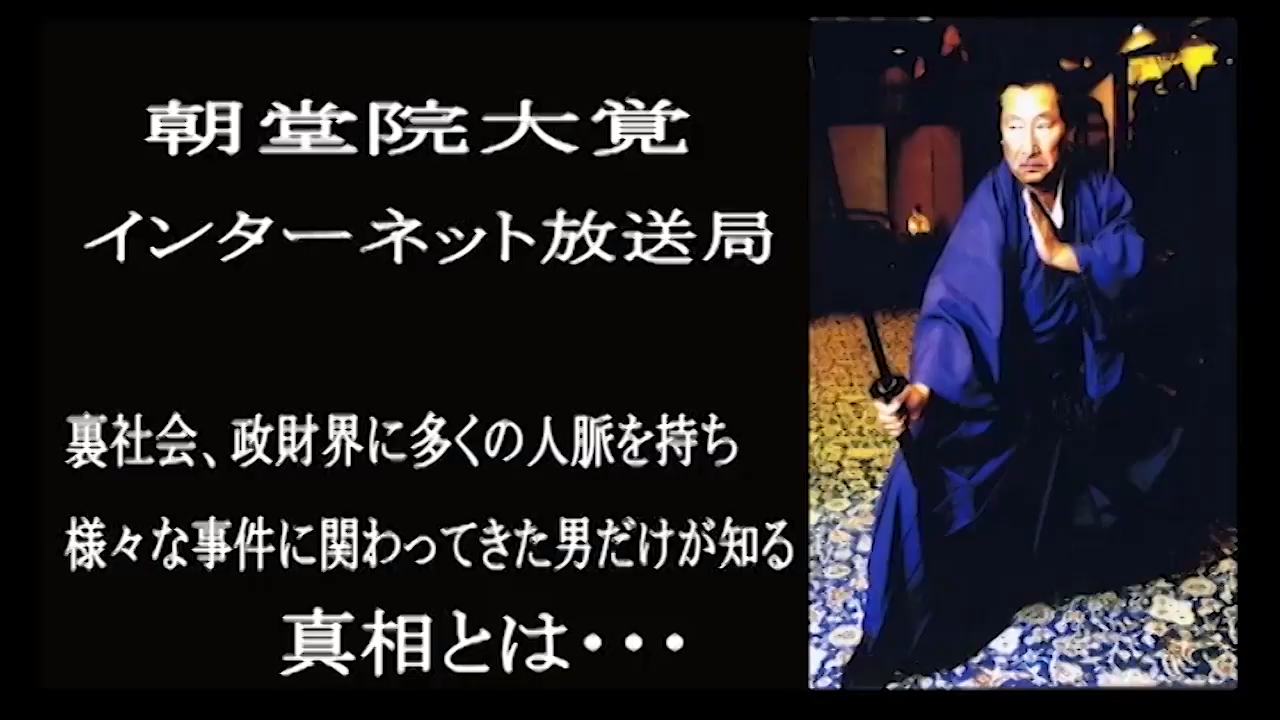 朝堂院大覚
インターネット放送局
裏社会、政財界に多くの人脈を持ち
様々な事件に関わってきた男だけが知る
真相とは・・・